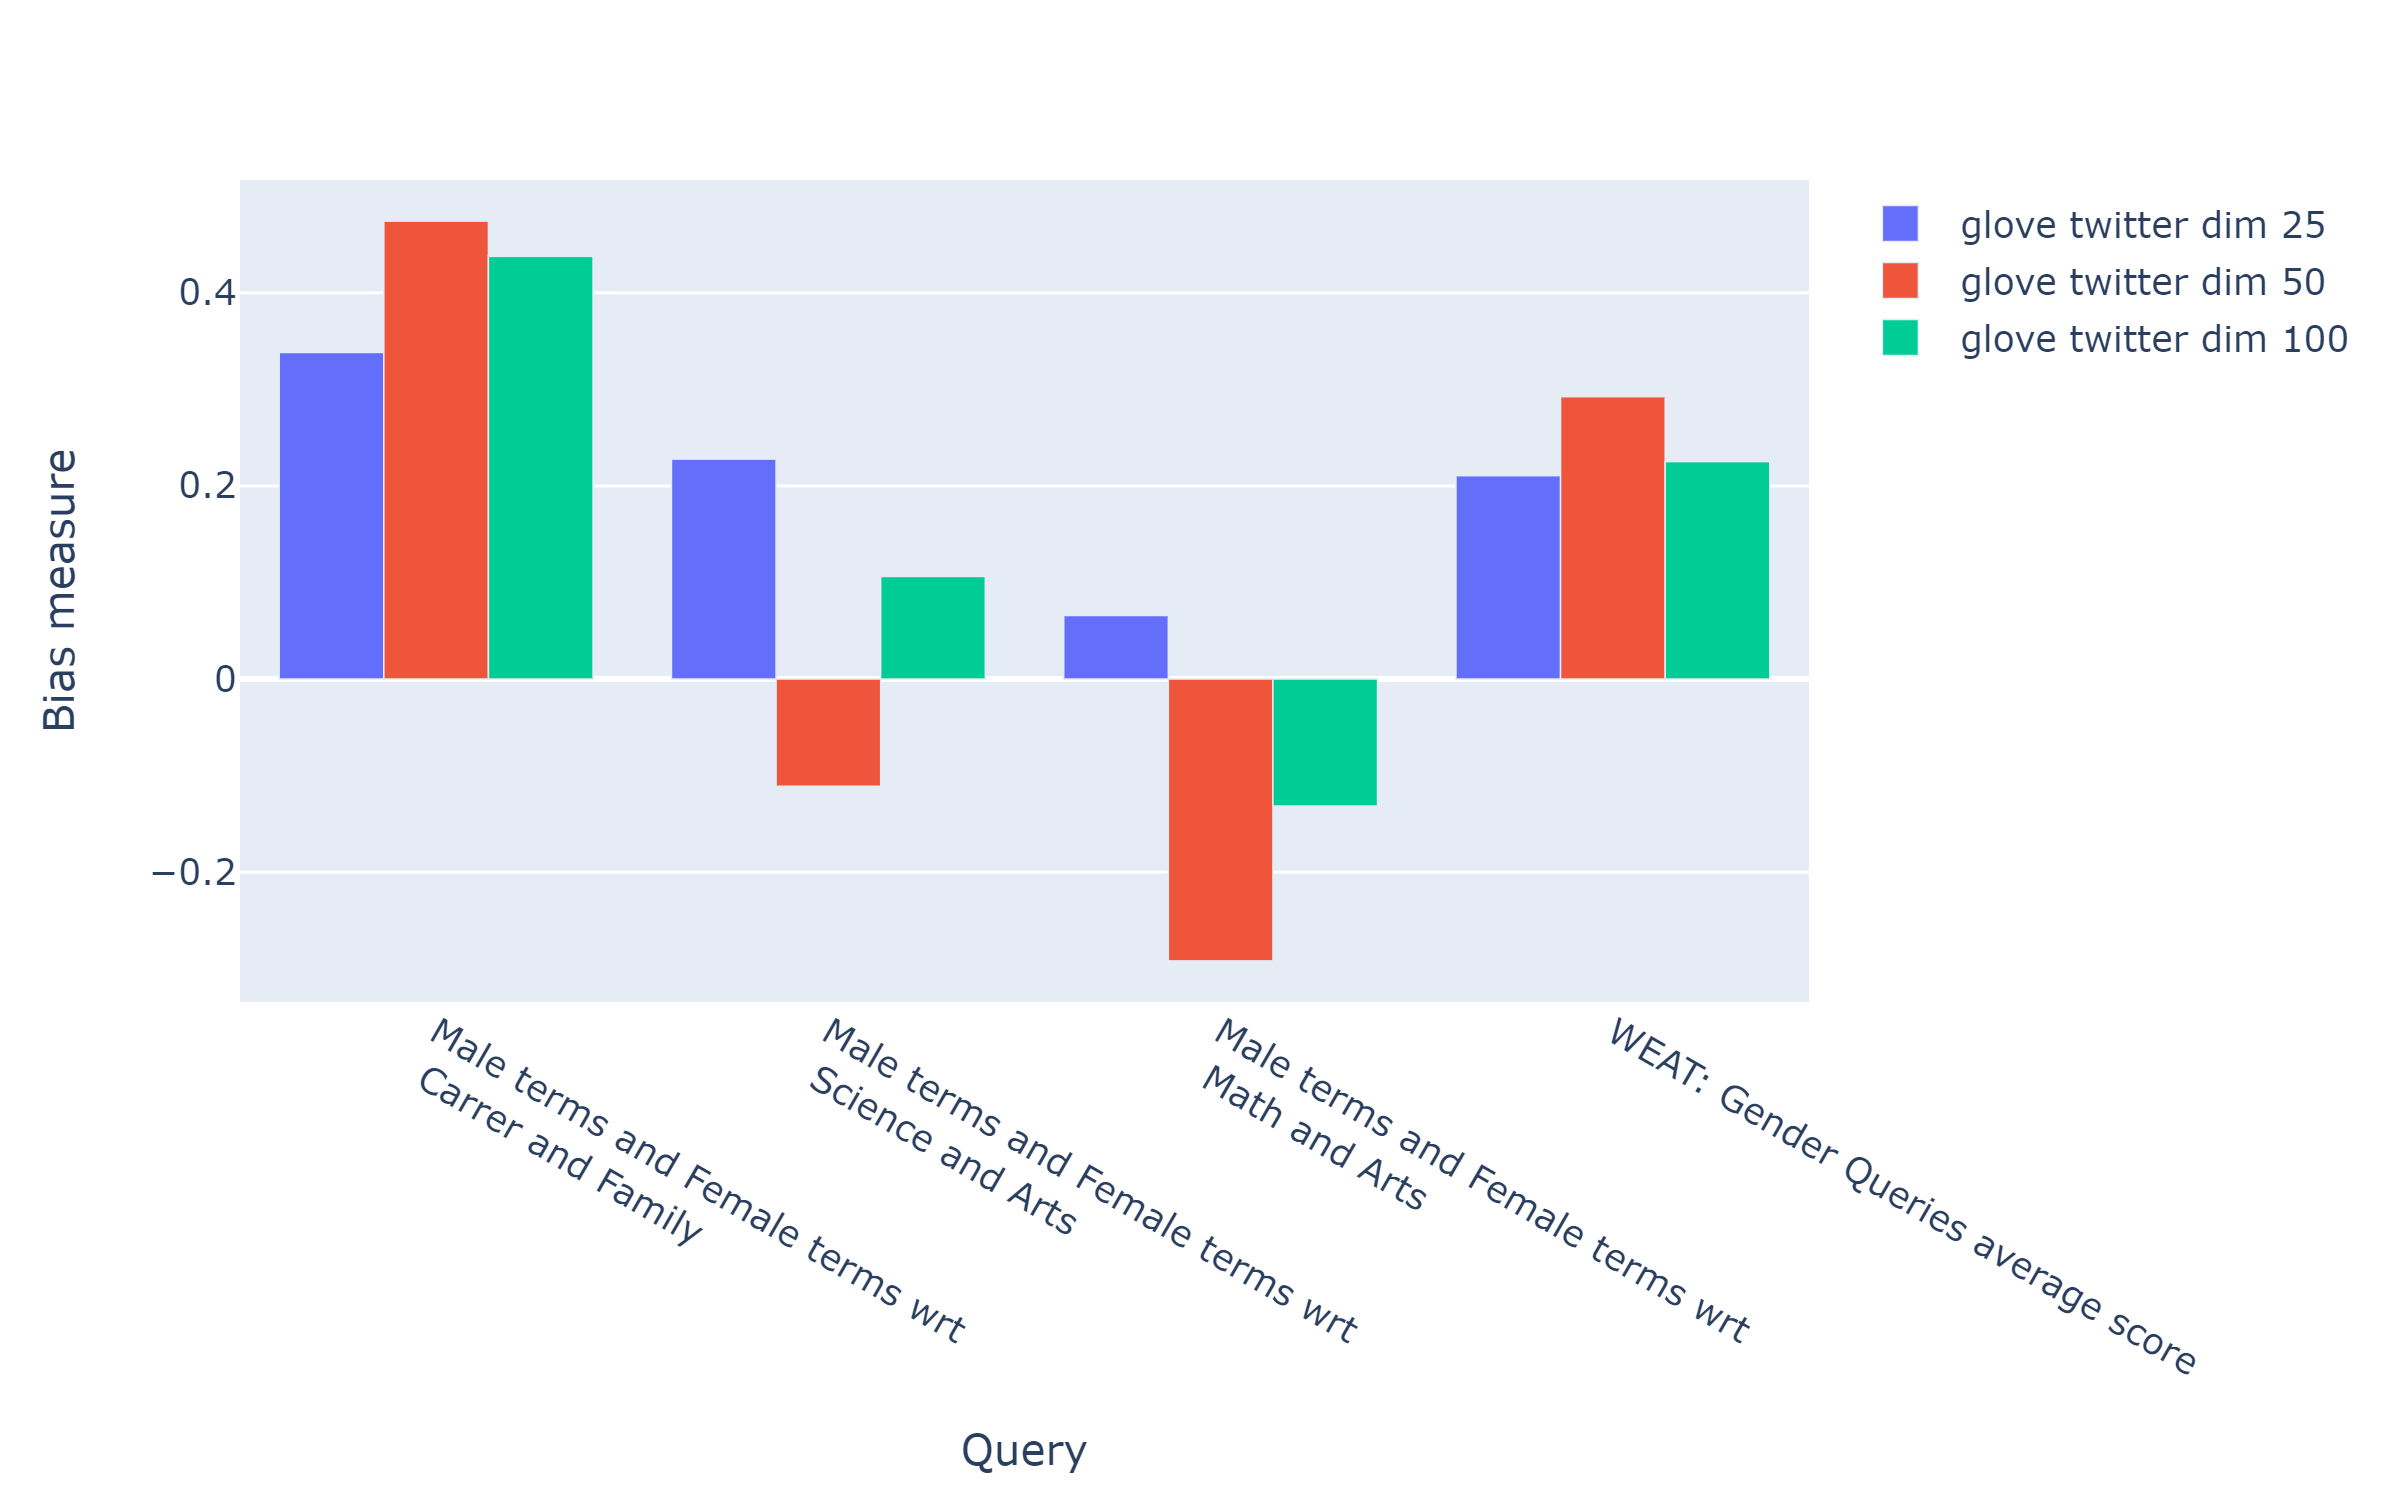 glove twitter dim 25
glove twitter dim 50
glove twitter dim 100
Bias measure
0.4
0.2
0
−0.2
Male terms and Female terms wrt
Carrer and Family
Male terms and Female terms wrt
Science and Arts
Male terms and Female terms wrt
Math and Arts
WEAT: Gender Queries average score
Query